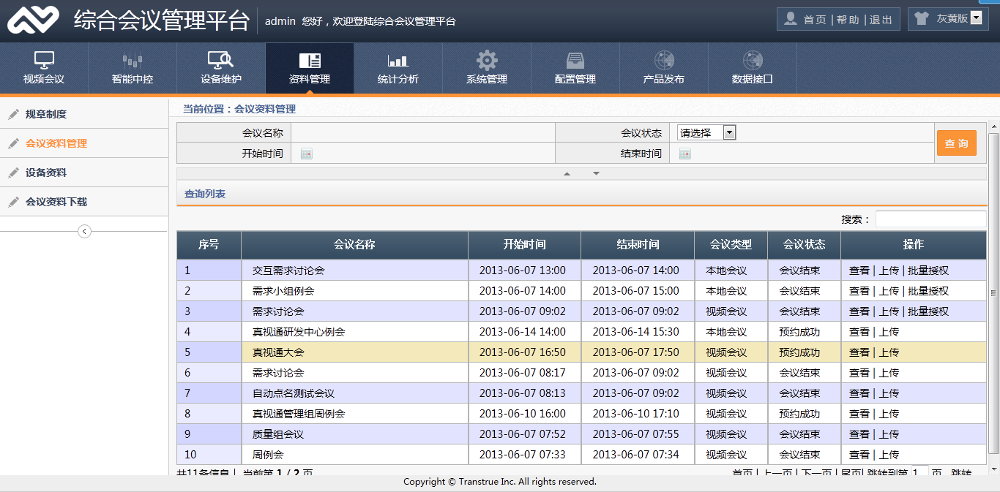 综合会议管理平台 admin 您好，欢迎登陆综合会议管理平台 首页 | 帮助 | 退出 灰黄版
视频会议 智能中控 设备维护 资料管理 统计分析 系统管理 配置管理 产品发布 数据接口
规章制度
会议资料管理
设备资料
会议资料下载
当前位置：会议资料管理
会议名称 会议状态 请选择 查 询
开始时间 结束时间
查询列表
搜索：
序号 会议名称 开始时间 结束时间 会议类型 会议状态 操作
1 交互需求讨论会 2013-06-07 13:00 2013-06-07 14:00 本地会议 会议结束 查看 | 上传 | 批量授权
2 需求小组例会 2013-06-07 14:00 2013-06-07 15:00 本地会议 会议结束 查看 | 上传 | 批量授权
3 需求讨论会 2013-06-07 09:02 2013-06-07 09:02 视频会议 会议结束 查看 | 上传 | 批量授权
4 真视通研发中心例会 2013-06-14 14:00 2013-06-14 15:30 本地会议 预约成功 查看 | 上传
5 真视通大会 2013-06-07 16:50 2013-06-07 17:50 视频会议 预约成功 查看 | 上传
6 需求讨论会 2013-06-07 08:17 2013-06-07 09:02 视频会议 会议结束 查看 | 上传
7 自动点名测试会议 2013-06-07 08:13 2013-06-07 09:02 视频会议 会议结束 查看 | 上传
8 真视通管理组周例会 2013-06-10 16:00 2013-06-10 17:10 视频会议 预约成功 查看 | 上传
9 质量组会议 2013-06-07 07:52 2013-06-07 07:55 视频会议 会议结束 查看 | 上传
10 周例会 2013-06-07 07:33 2013-06-07 07:34 视频会议 会议结束 查看 | 上传
共11条信息 | 当前第 1 / 2 页 首页 | 上一页 | 下一页 | 尾页| 跳转到第 1 页 跳转
Copyright © Transtrue Inc. All rights reserved.